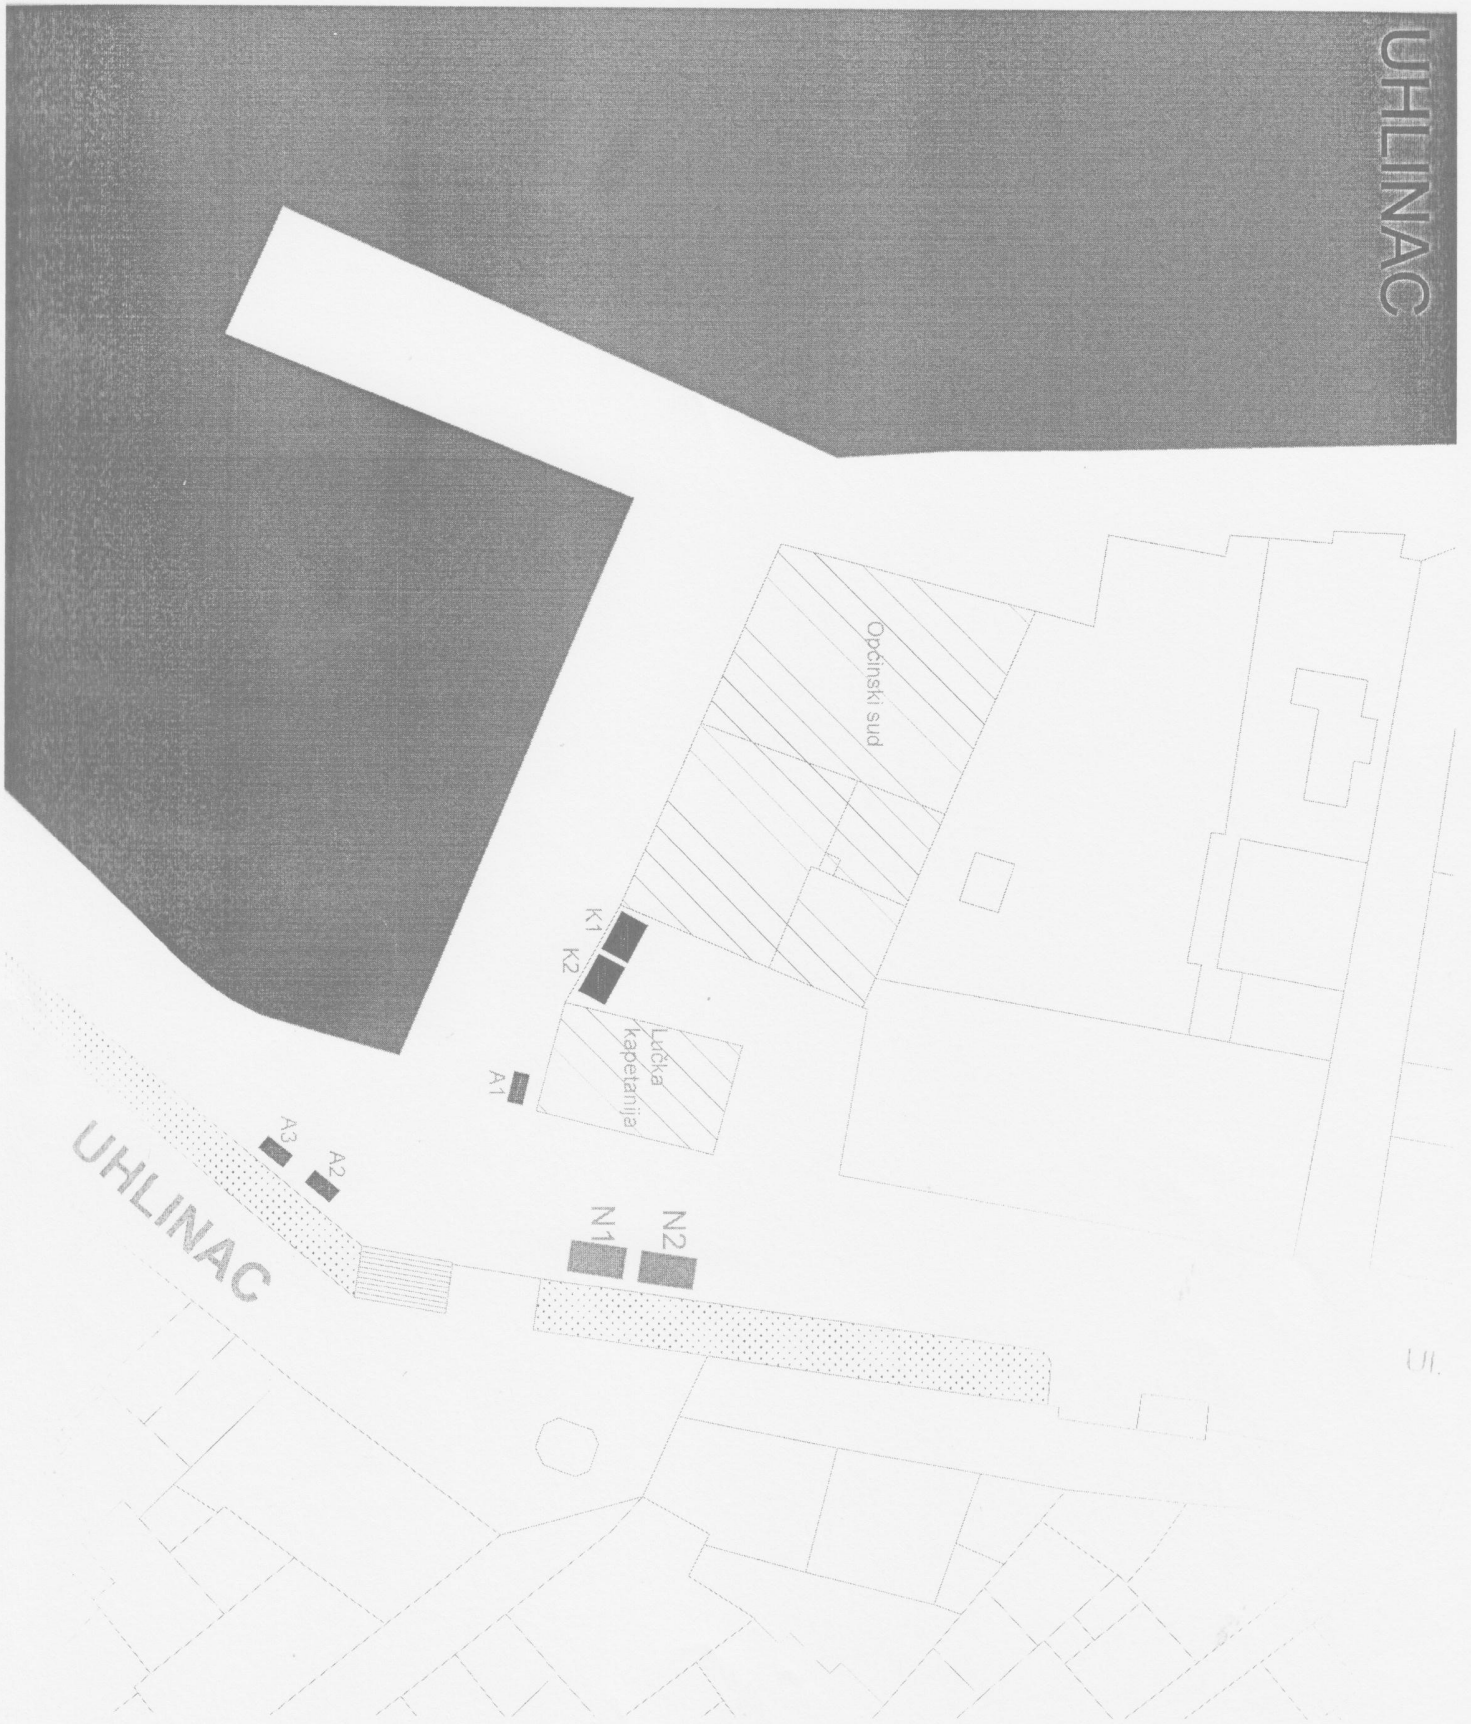 UHLINAC
Općinski sud
K1
K2
Lučka
kapetanija
A1
A3
A2
UHLINAC
N1
N2
Ul.